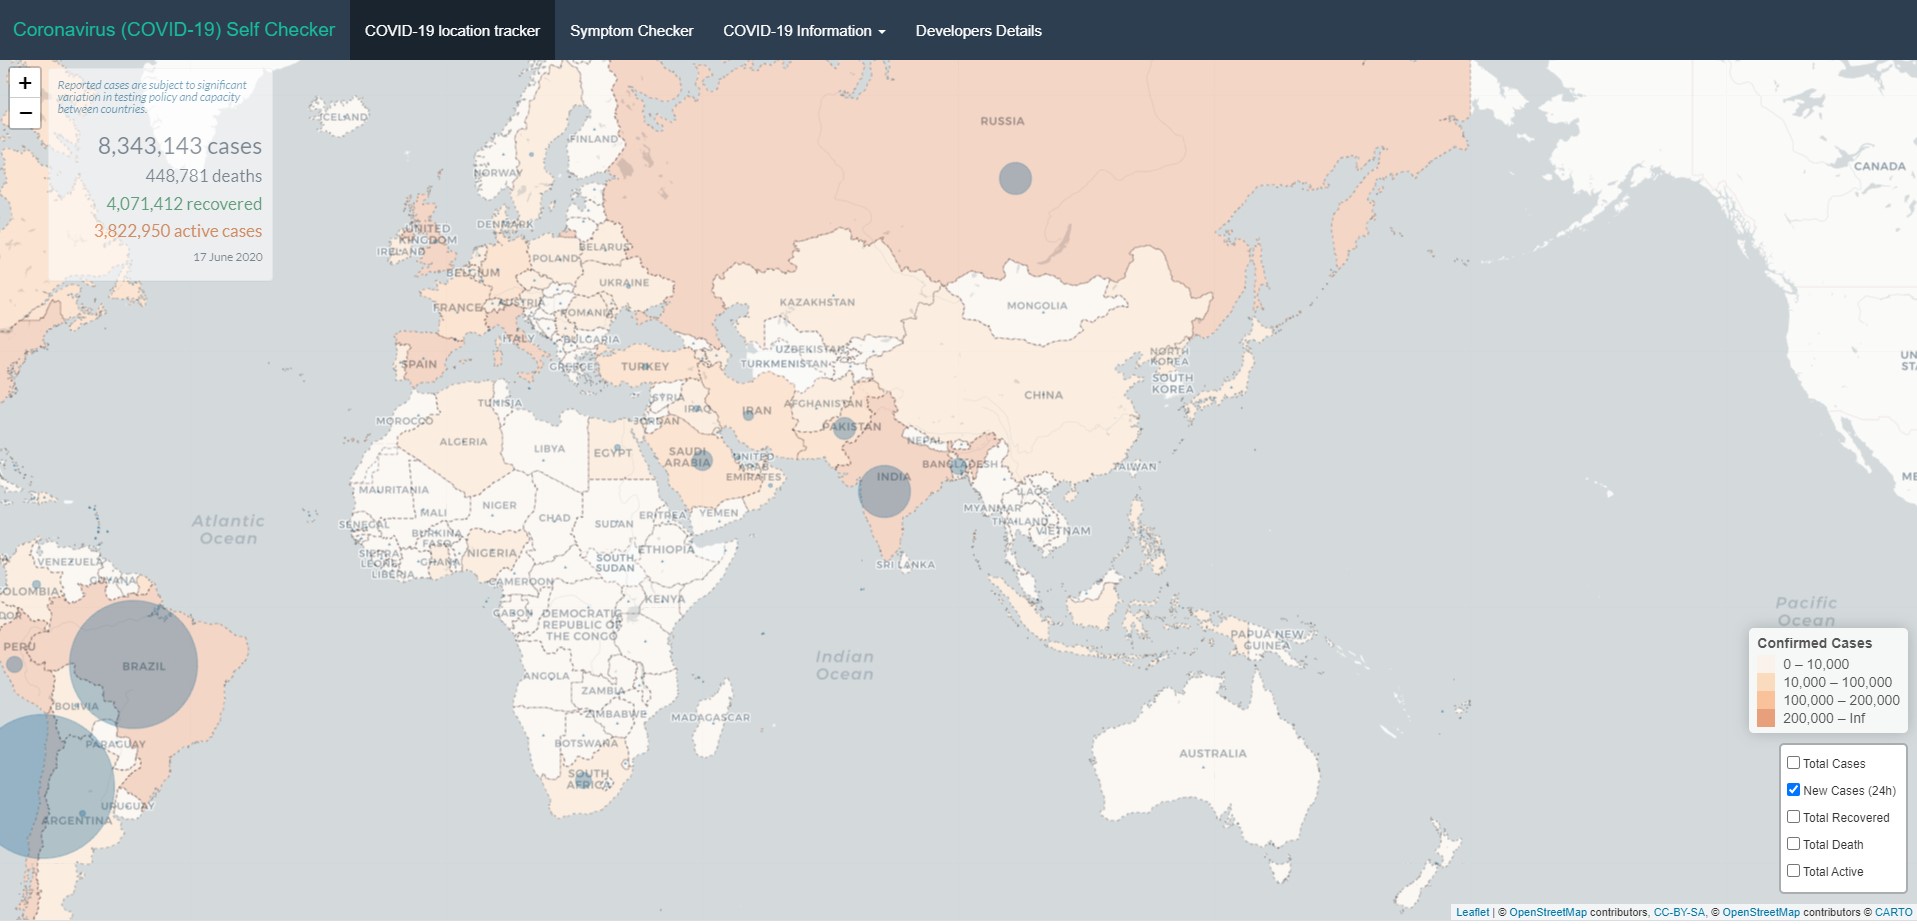 Coronavirus (COVID-19) Self Checker
COVID-19 location tracker
Symptom Checker
COVID-19 Information
Developers Details
+
−
Reported cases are subject to significant
variation in testing policy and capacity
between countries.
8,343,143 cases
448,781 deaths
4,071,412 recovered
3,822,950 active cases
17 June 2020
ICELAND
RUSSIA
FINLAND
NORWAY
CANADA
DENMARK
UNITED
KINGDOM
IRELAND
BELARUS
POLAND
BELGIUM
UKRAINE
FRANCE
AUSTRIA
ROMANIA
KAZAKHSTAN
MONGOLIA
ITALY
BULGARIA
UZBEKISTAN
TURKMENISTAN
NORTH
KOREA
SOUTH
KOREA
UN
ST
SPAIN
GREECE
TURKEY
CHINA
TUNISIA
SYRIA
IRAQ
IRAN
AFGHANISTAN
MOROCCO
JORDAN
PAKISTAN
ALGERIA
LIBYA
EGYPT
NEPAL
SAUDI
ARABIA
UNITED
ARAB
EMIRATES
BANGLADESH
TAIWAN
INDIA
ME
MAURITANIA
LAOS
MALI
NIGER
CHAD
SUDAN
ERITREA
YEMEN
MYANMAR
THAILAND
VIETNAM
Atlantic
Ocean
SENEGAL
BURKINA
FASO
NIGERIA
ETHIOPIA
SOUTH
SUDAN
SIERRA
LEONE
GHANA
LIBERIA
SRI LANKA
VENEZUELA
GUYANA
CAMEROON
OLOMBIA
GABON
DEMOCRATIC
REPUBLIC OF
THE CONGO
KENYA
DOR
PERU
BRAZIL
Indian
Ocean
PAPUA NEW
GUINEA
Pacific
Ocean
ANGOLA
ZAMBIA
BOLIVIA
ZIMBABWE
MADAGASCAR
PARAGUAY
BOTSWANA
AUSTRALIA
SOUTH
AFRICA
URUGUAY
ARGENTINA
Confirmed Cases
0 – 10,000
10,000 – 100,000
100,000 – 200,000
200,000 – Inf
Total Cases
New Cases (24h)
Total Recovered
Total Death
Total Active
Leaflet | © OpenStreetMap contributors, CC-BY-SA, © OpenStreetMap contributors © CARTO